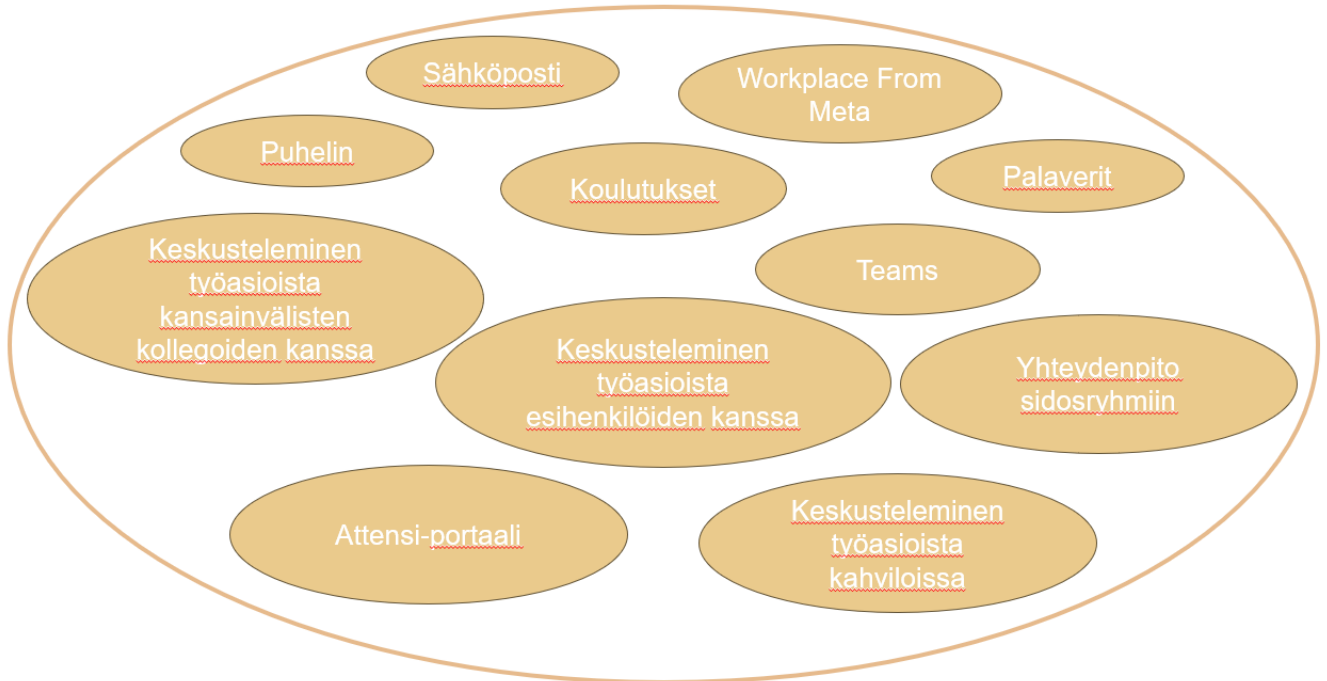 Sähköposti
Workplace From
Meta
Puhelin
Koulutukset
Palaverit
Keskusteleminen
työasioista
kansainvälisten
kollegoiden kanssa
Teams
Keskusteleminen
työasioista
esihenkilöiden kanssa
Yhteydenpito
sidosryhmiin
Attensi-portaali
Keskusteleminen
työasioista
kahviloissa